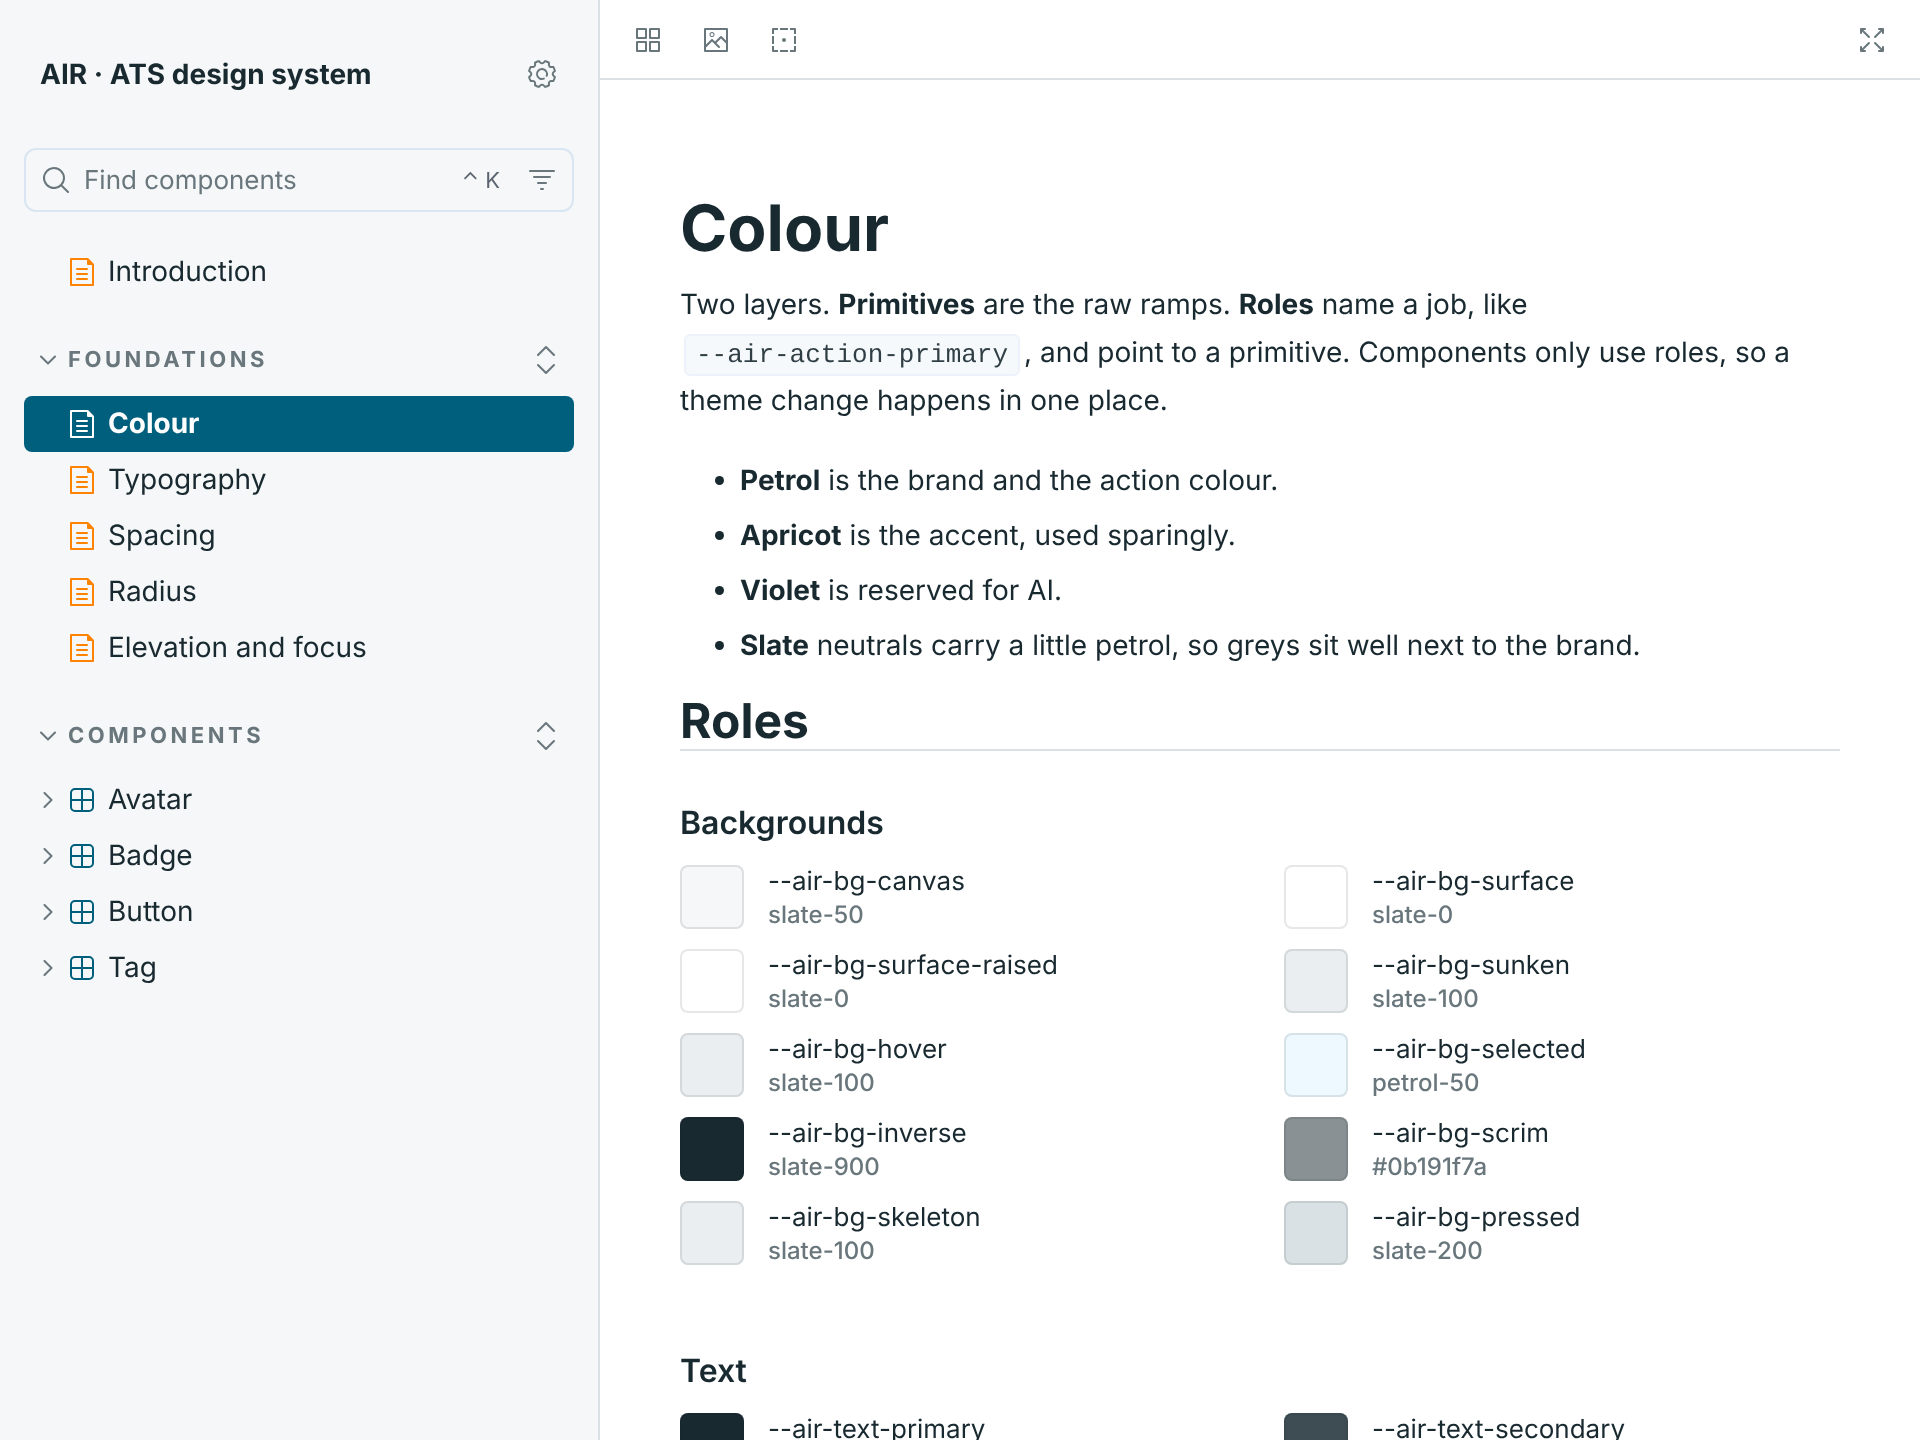 AIR · ATS design system
Find components
^ K
Introduction
FOUNDATIONS
Colour
Typography
Spacing
Radius
Elevation and focus
COMPONENTS
Avatar
Badge
Button
Tag
Colour
Two layers. Primitives are the raw ramps. Roles name a job, like
--air-action-primary , and point to a primitive. Components only use roles, so a
theme change happens in one place.
• Petrol is the brand and the action colour.
• Apricot is the accent, used sparingly.
• Violet is reserved for AI.
• Slate neutrals carry a little petrol, so greys sit well next to the brand.
Roles
Backgrounds
--air-bg-canvas
slate-50
--air-bg-surface
slate-0
--air-bg-surface-raised
slate-0
--air-bg-sunken
slate-100
--air-bg-hover
slate-100
--air-bg-selected
petrol-50
--air-bg-inverse
slate-900
--air-bg-scrim
#0b191f7a
--air-bg-skeleton
slate-100
--air-bg-pressed
slate-200
Text
--air-text-primary
--air-text-secondary